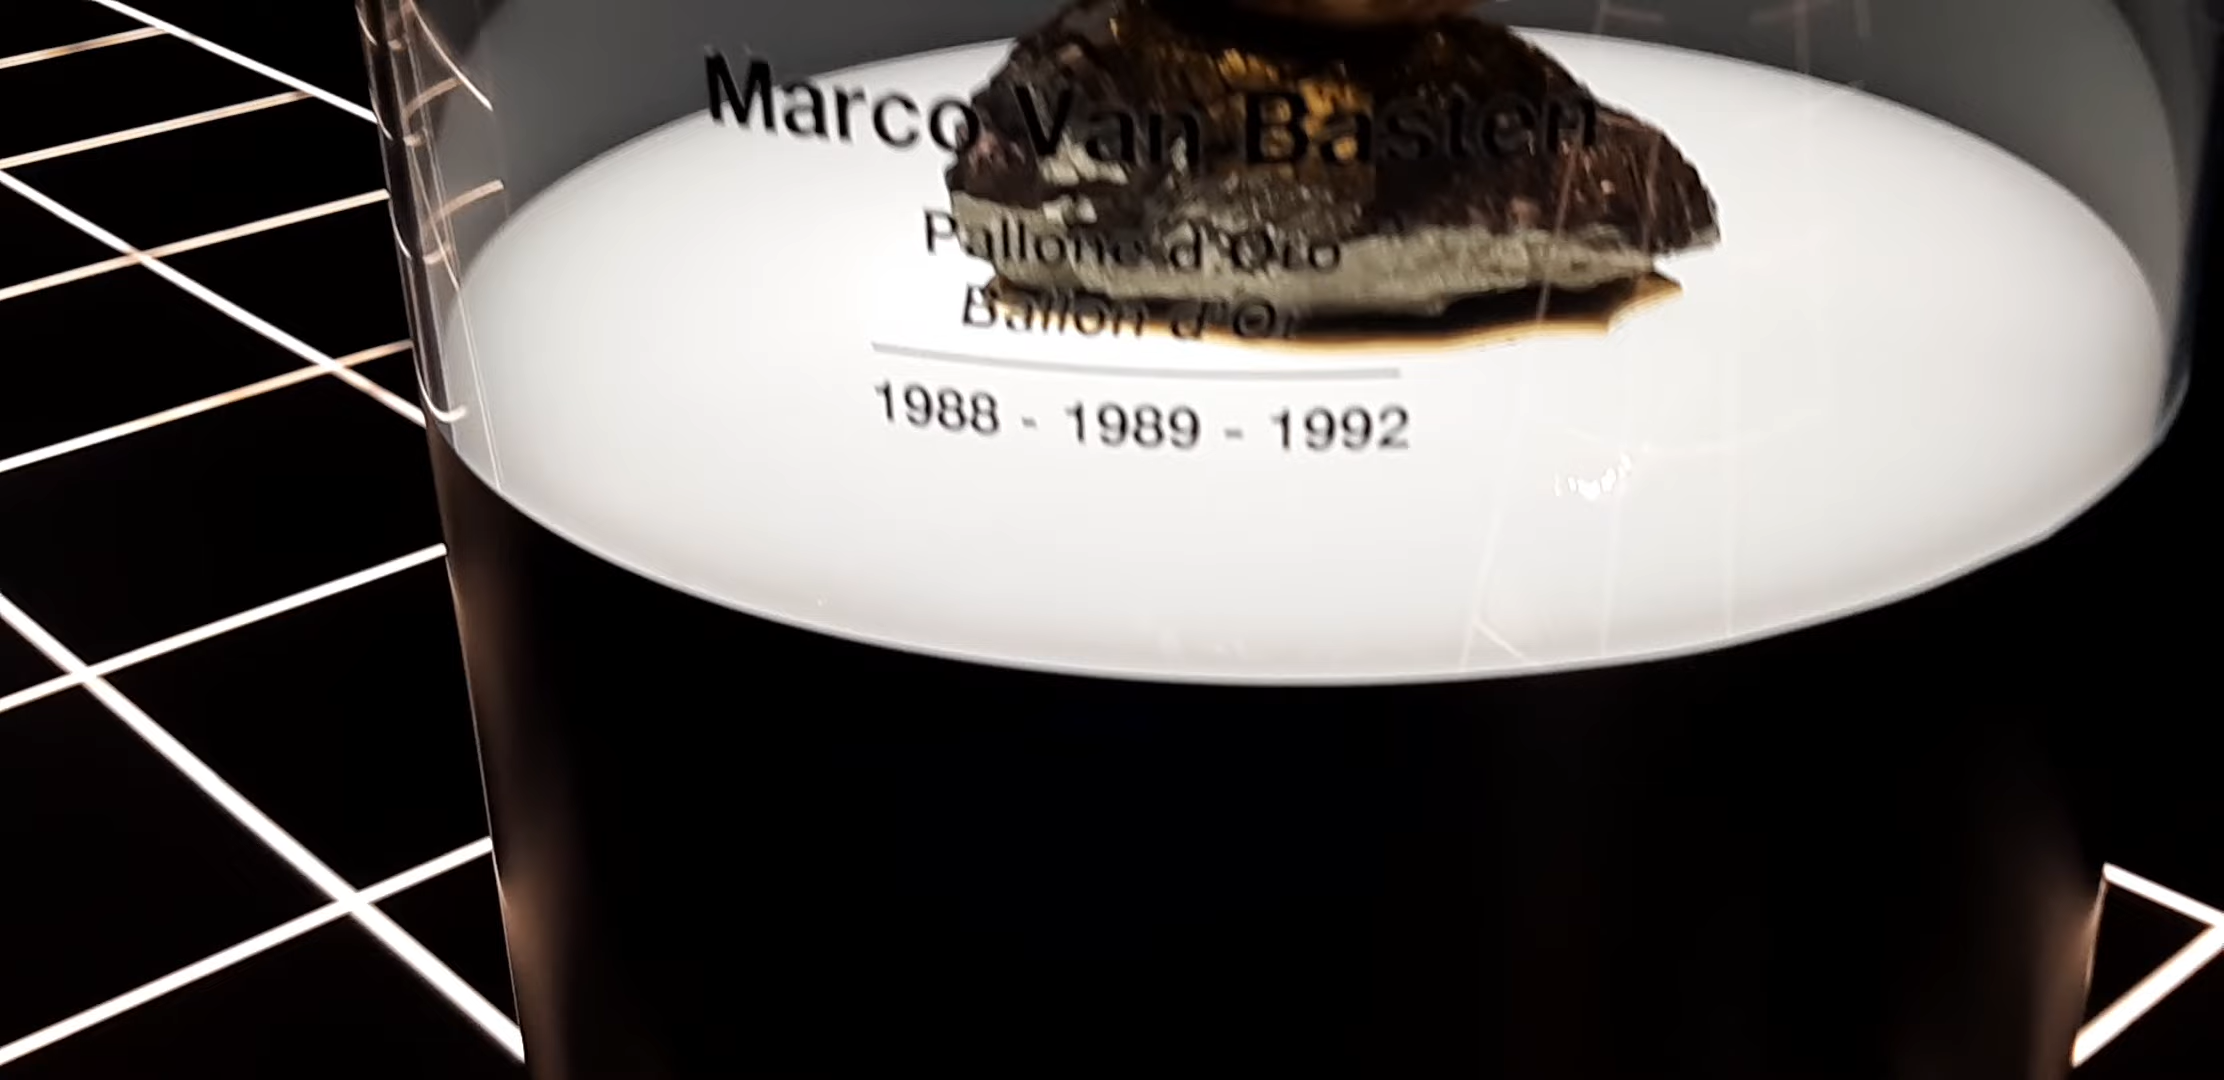 Marco Van Basten
Pallone d'Oro
Ballon d'Or
1988 - 1989 - 1992